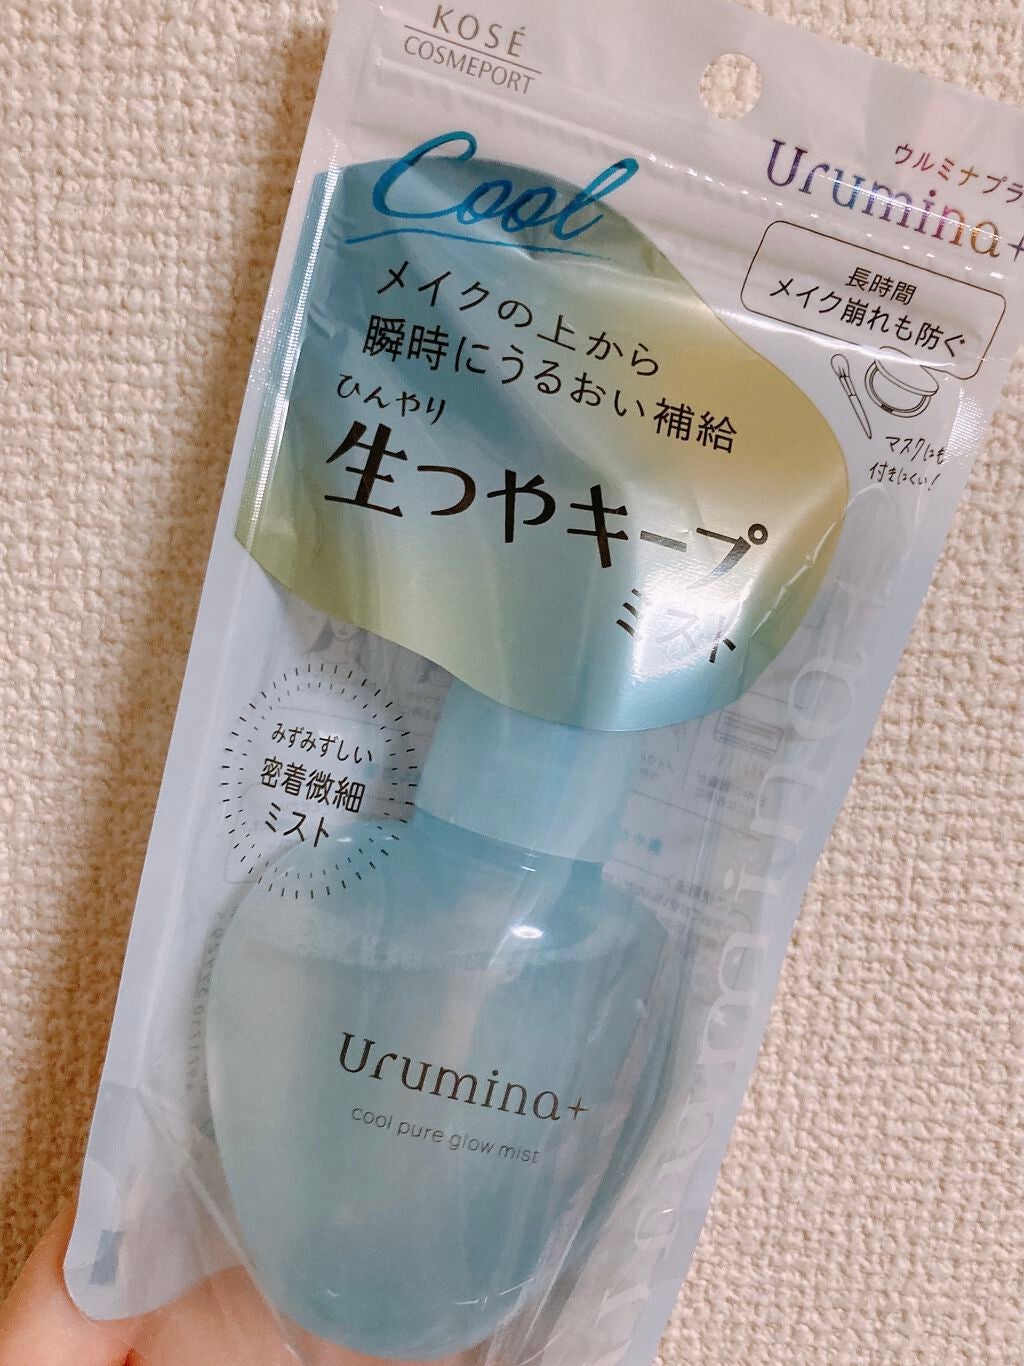 KOSÉ
COSMEPORT
Cool
ウルミナプラ
Urumina+
長時間
メイク崩れも防ぐ
マスクにも
付きにくい!
メイクの上から
瞬時にうるおい補給
ひんやり
生つやキープ
ミスト
みずみずしい
密着微細
ミスト
Urumina+
cool pure glow mist